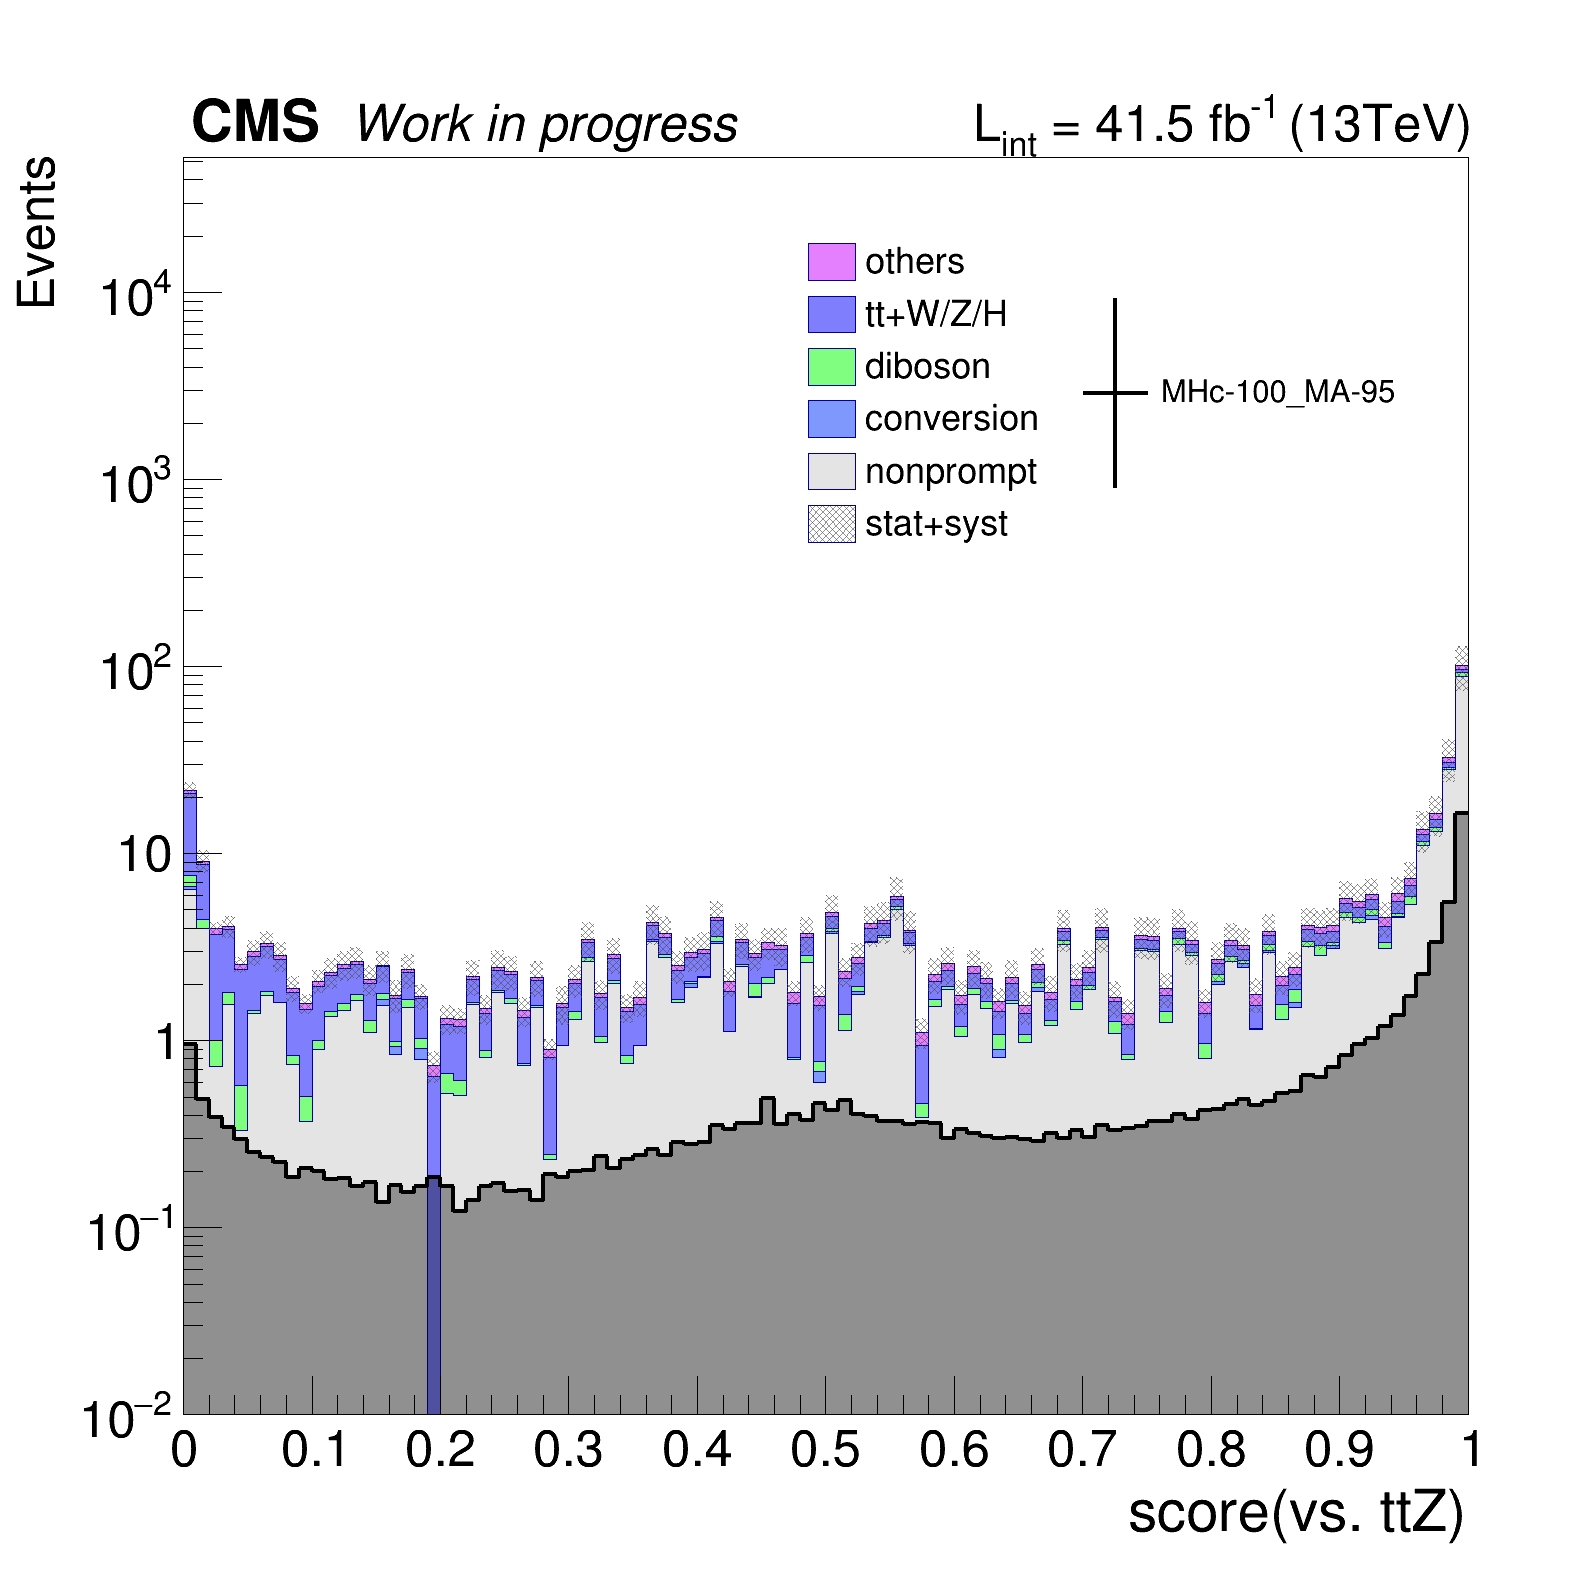 CMS Work in progress
L_int = 41.5 fb^-1 (13TeV)
Events
others
tt+W/Z/H
diboson
conversion
nonprompt
stat+syst
MHc-100_MA-95
10^4
10^3
10^2
10
1
10^−1
10^−2
0 0.1 0.2 0.3 0.4 0.5 0.6 0.7 0.8 0.9 1
score(vs. ttZ)